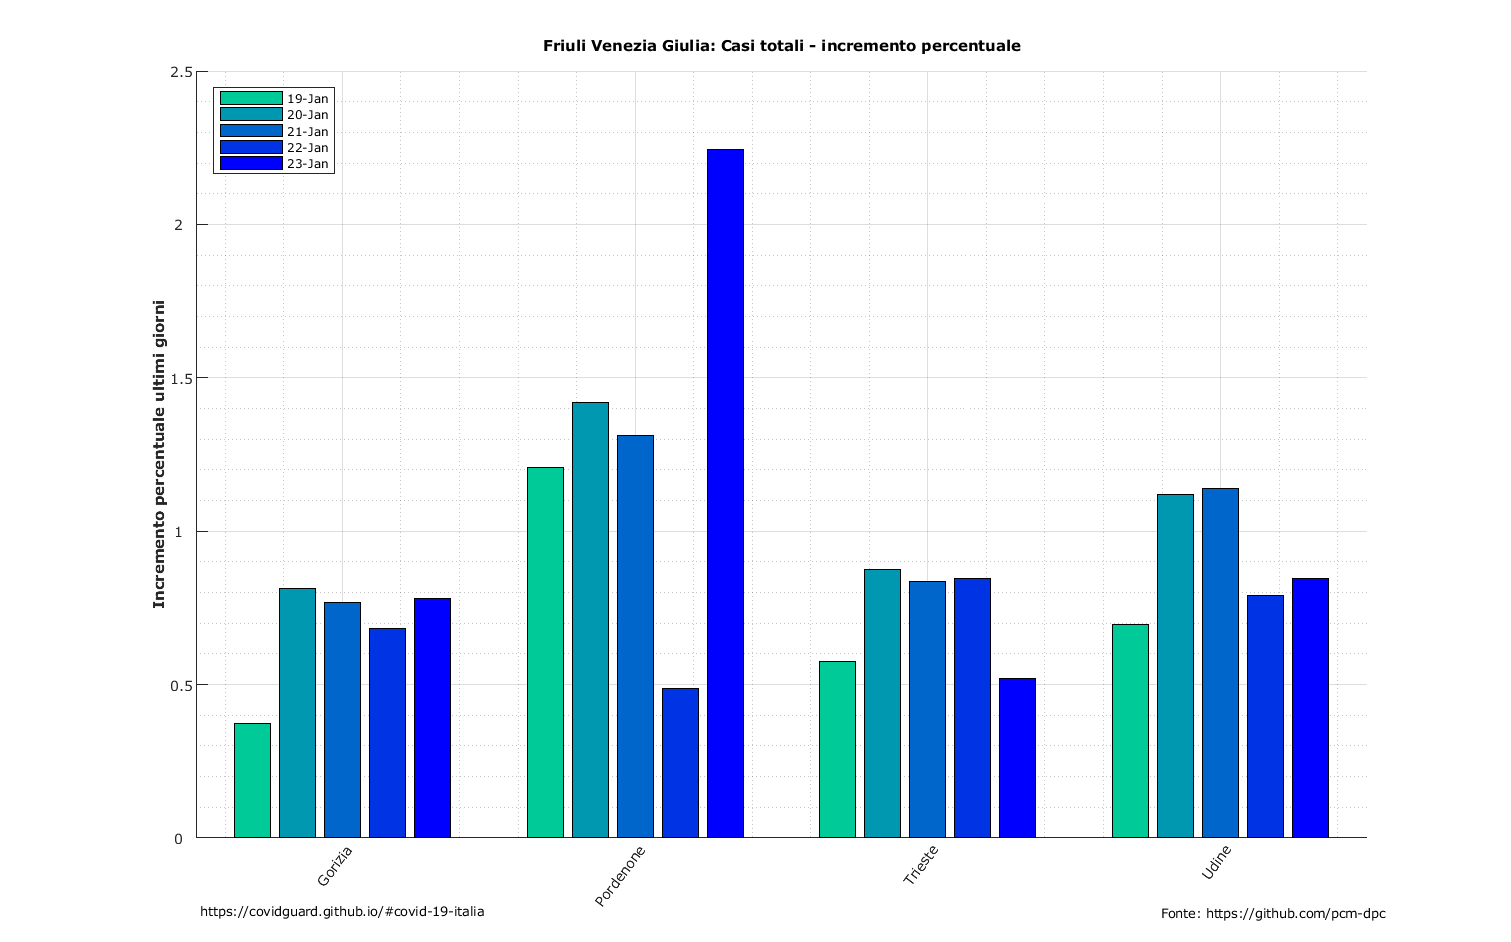 Friuli Venezia Giulia: Casi totali - incremento percentuale
Incremento percentuale ultimi giorni
2.5
2
1.5
1
0.5
0
19-Jan
20-Jan
21-Jan
22-Jan
23-Jan
Gorizia
Pordenone
Trieste
Udine
https://covidguard.github.io/#covid-19-italia
Fonte: https://github.com/pcm-dpc